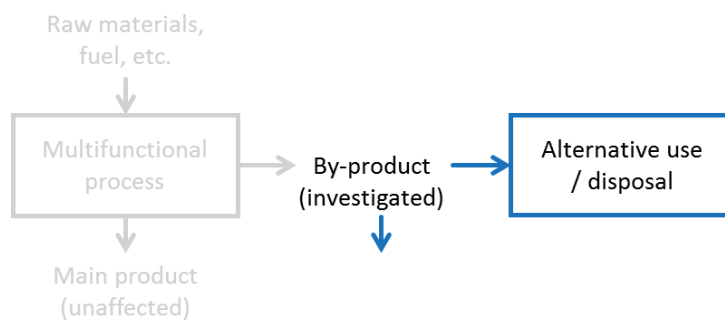 Raw materials,
fuel, etc.
Multifunctional
process
By-product
(investigated)
Alternative use
/ disposal
Main product
(unaffected)